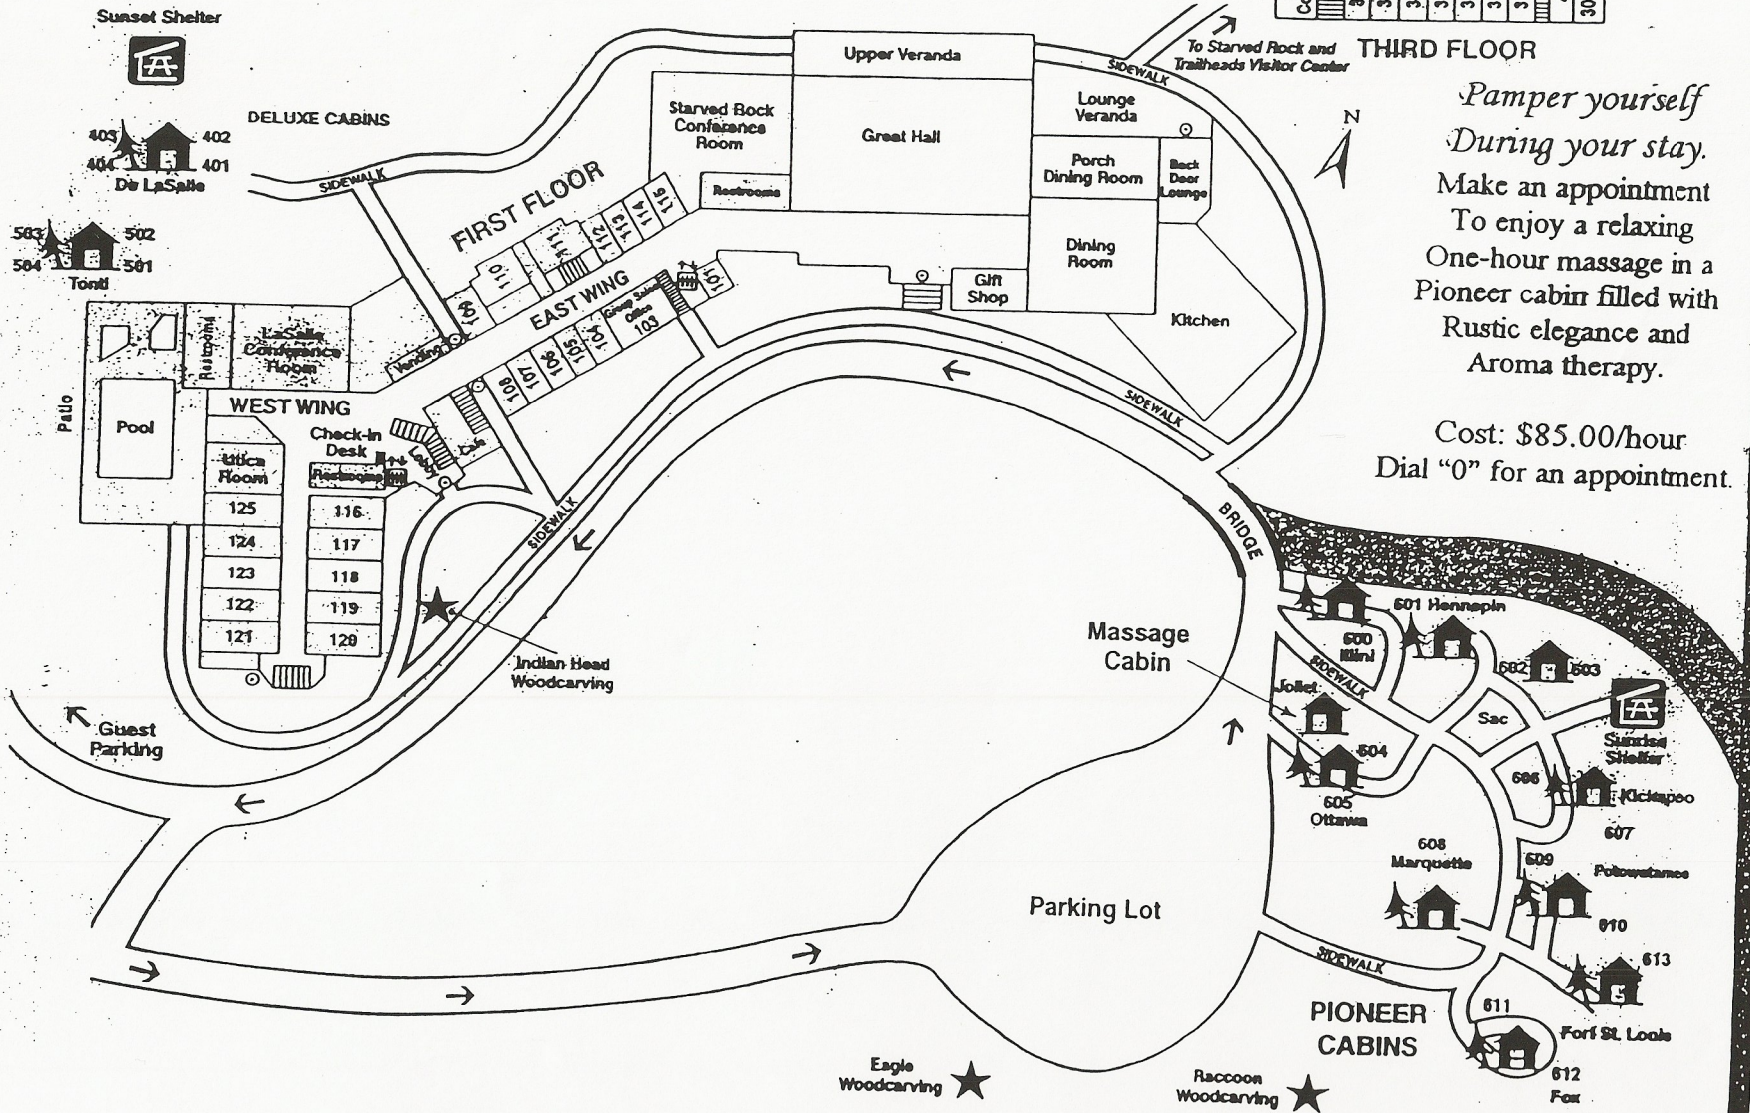 Sunset Shelter
DELUXE CABINS
403
402
404
401
De LaSalle
503
502
504
501
Tonti
SIDEWALK
FIRST FLOOR
Upper Veranda
Starved Rock
Conference
Room
Great Hall
Restrooms
Lounge
Veranda
Porch
Dining Room
Back
Door
Lounge
Dining
Room
Gift
Shop
Kitchen
SIDEWALK
To Starved Rock and
Trailheads Visitor Center
THIRD FLOOR
N
Pamper yourself
During your stay.
Make an appointment
To enjoy a relaxing
One-hour massage in a
Pioneer cabin filled with
Rustic elegance and
Aroma therapy.
Cost: $85.00/hour
Dial “0” for an appointment.
109
110
111
112
113
114
115
EAST WING
101
Group Sales
Office
103
104
105
106
107
108
Vending
Patio
Pool
Restrooms
LaSalle
Conference
Room
WEST WING
Check-In
Desk
Restrooms
Lobby
Cafe
Utica
Room
125
124
123
122
121
116
117
118
119
120
SIDEWALK
SIDEWALK
BRIDGE
Indian Head
Woodcarving
Guest
Parking
Massage
Cabin
Parking Lot
600
Illini
601 Hennepin
602
603
Sac
SIDEWALK
Joliet
604
605
Ottawa
Sunrise
Shelter
606
Kickapoo
607
608
Marquette
609
Potowatamee
610
613
Fort St. Louis
611
612
Fox
SIDEWALK
PIONEER
CABINS
Eagle
Woodcarving
Raccoon
Woodcarving